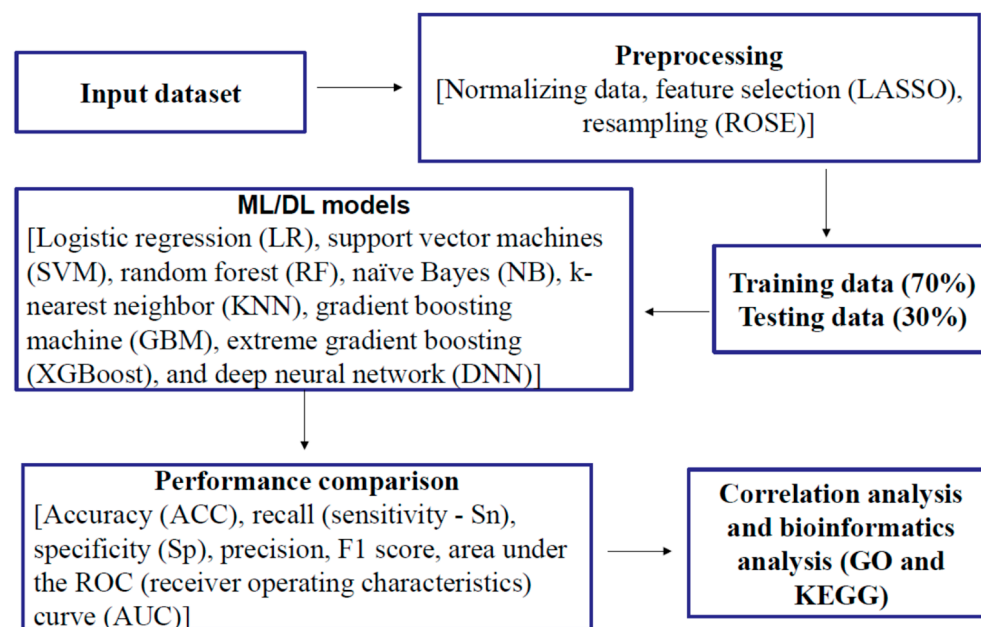 Input dataset
Preprocessing
[Normalizing data, feature selection (LASSO),
resampling (ROSE)]
ML/DL models
[Logistic regression (LR), support vector machines
(SVM), random forest (RF), naïve Bayes (NB), k-
nearest neighbor (KNN), gradient boosting
machine (GBM), extreme gradient boosting
(XGBoost), and deep neural network (DNN)]
Training data (70%)
Testing data (30%)
Performance comparison
[Accuracy (ACC), recall (sensitivity - Sn),
specificity (Sp), precision, F1 score, area under
the ROC (receiver operating characteristics)
curve (AUC)]
Correlation analysis
and bioinformatics
analysis (GO and
KEGG)